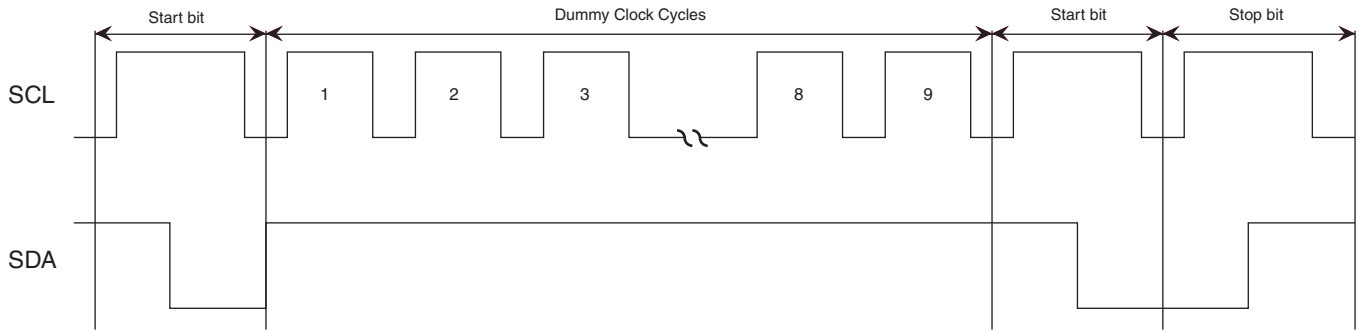 Start bit
Dummy Clock Cycles
Start bit
Stop bit
SCL
1
2
3
8
9
SDA